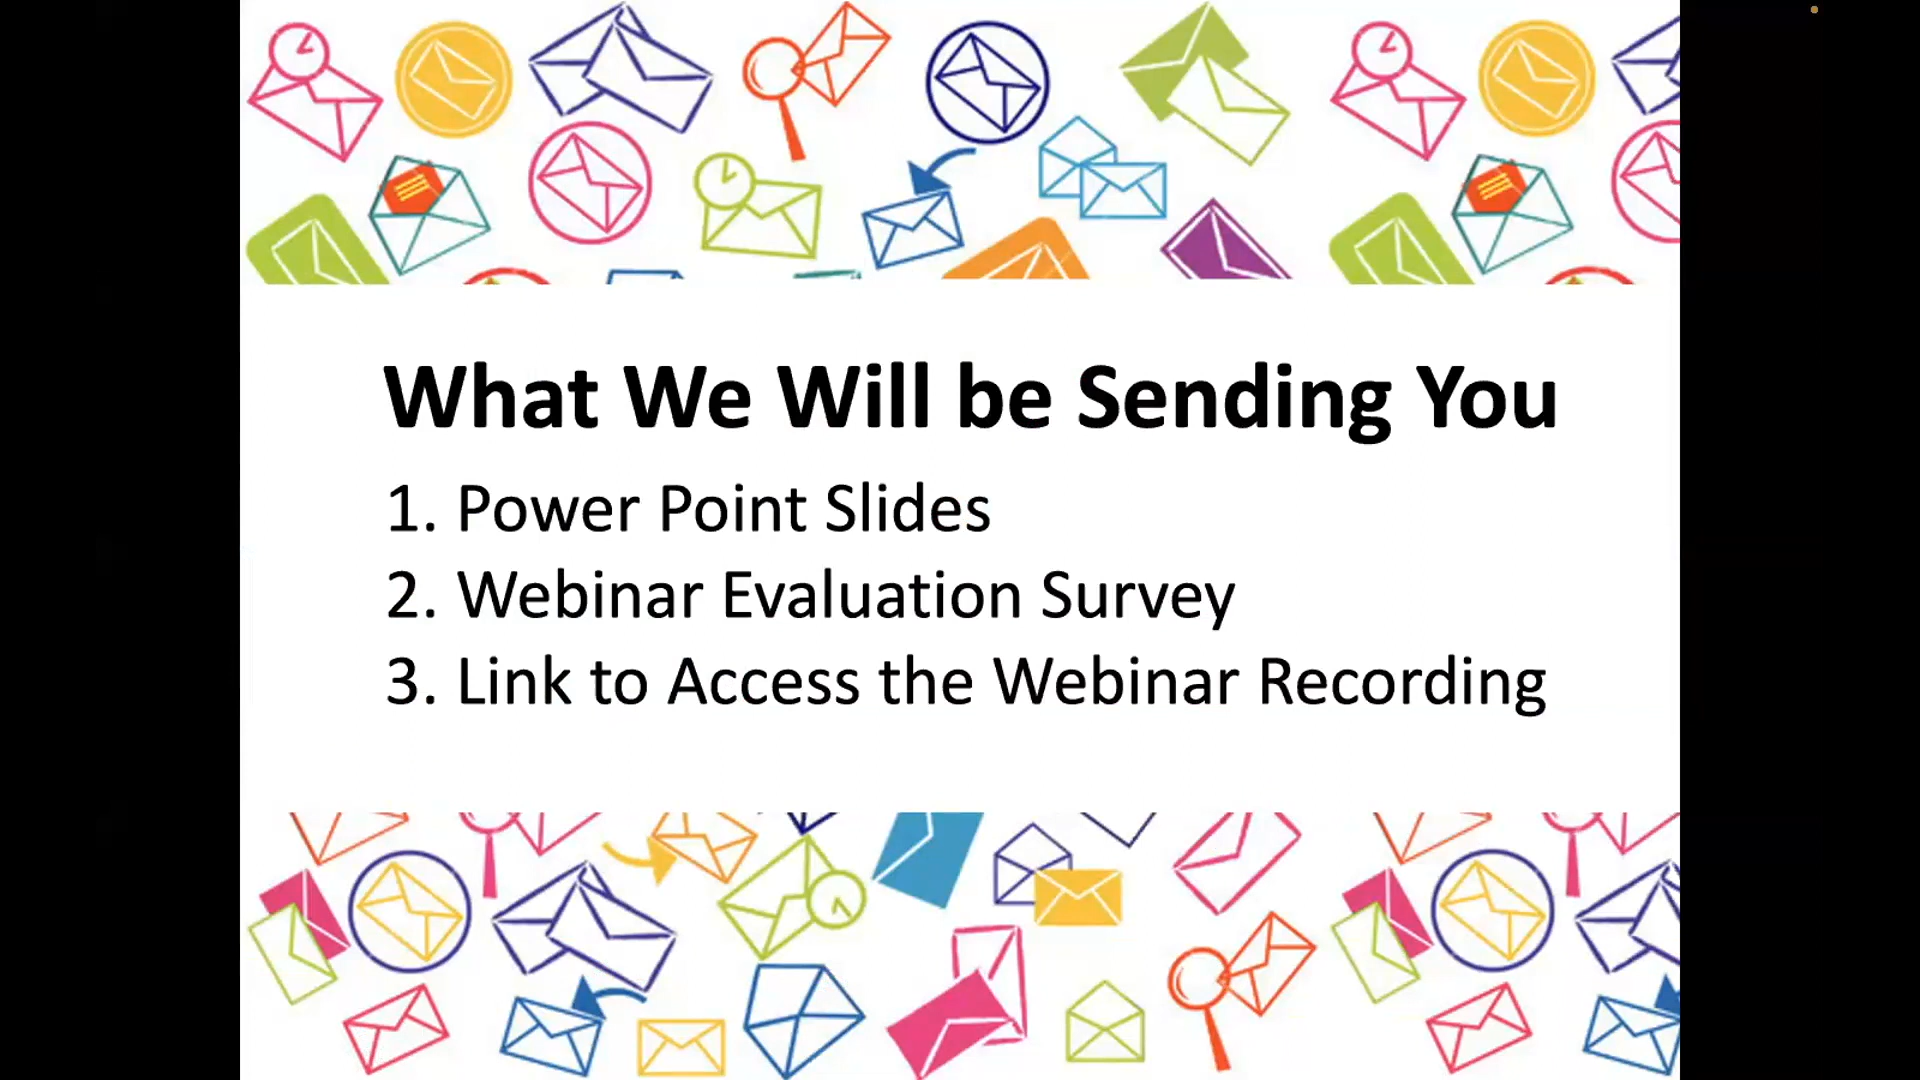 What We Will be Sending You
1. Power Point Slides
2. Webinar Evaluation Survey
3. Link to Access the Webinar Recording